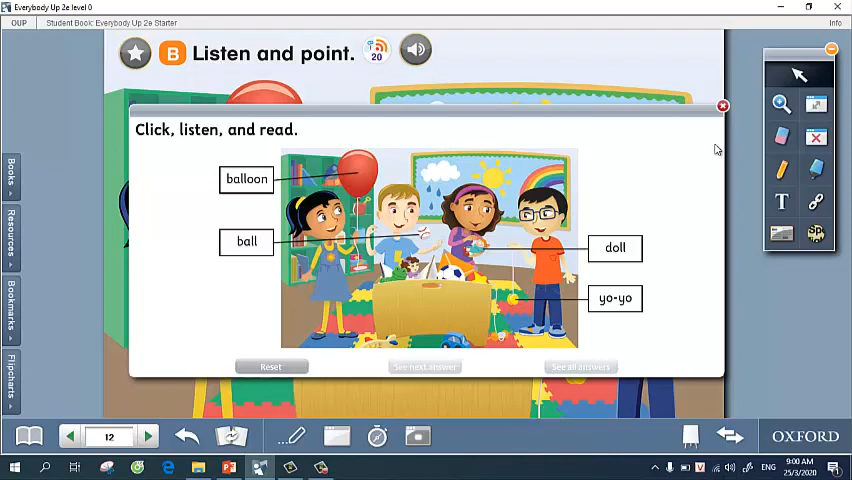 Everybody Up 2e level 0
OUP
Student Book: Everybody Up 2e Starter
Info
B Listen and point.
20
Click, listen, and read.
balloon
ball
doll
yo-yo
Reset
See next answer
See all answers
Books
Resources
Bookmarks
Flipcharts
T
Sp
12
OXFORD
V
ENG
9:00 AM
25/3/2020